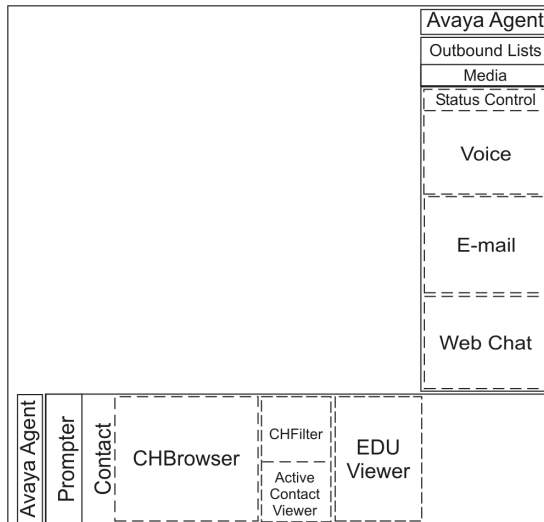 Avaya Agent
Outbound Lists
Media
Status Control
Voice
E-mail
Web Chat
Avaya Agent
Prompter
Contact
CHBrowser
CHFilter
Active
Contact
Viewer
EDU
Viewer